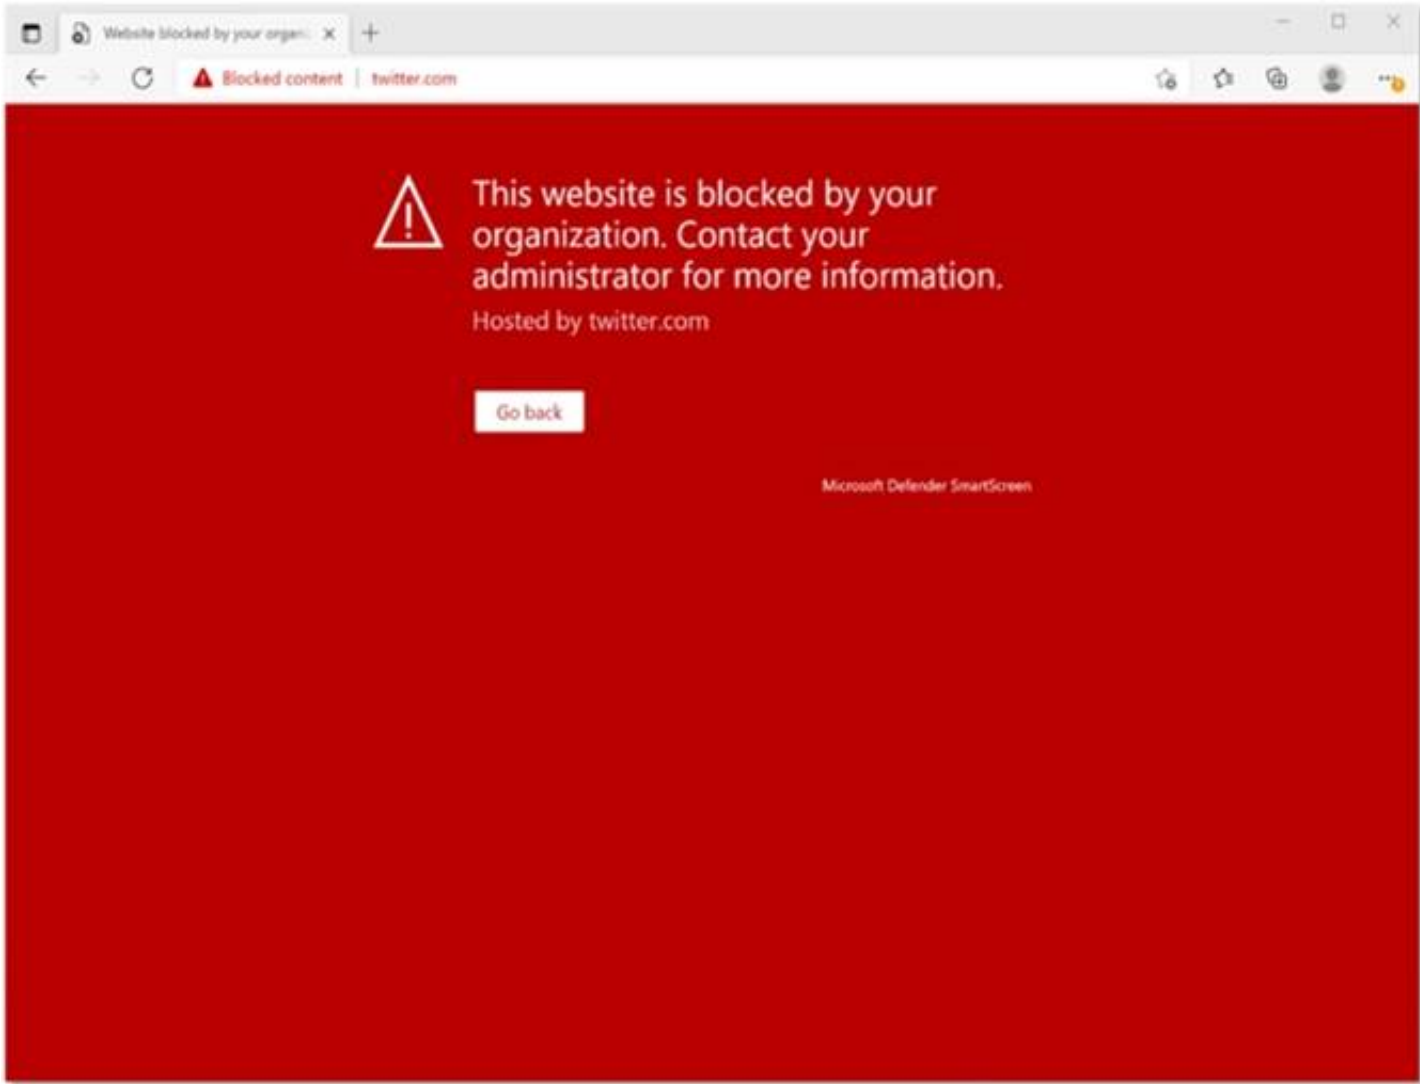 Website blocked by your organi
Blocked content | twitter.com
This website is blocked by your
organization. Contact your
administrator for more information.
Hosted by twitter.com
Go back
Microsoft Defender SmartScreen